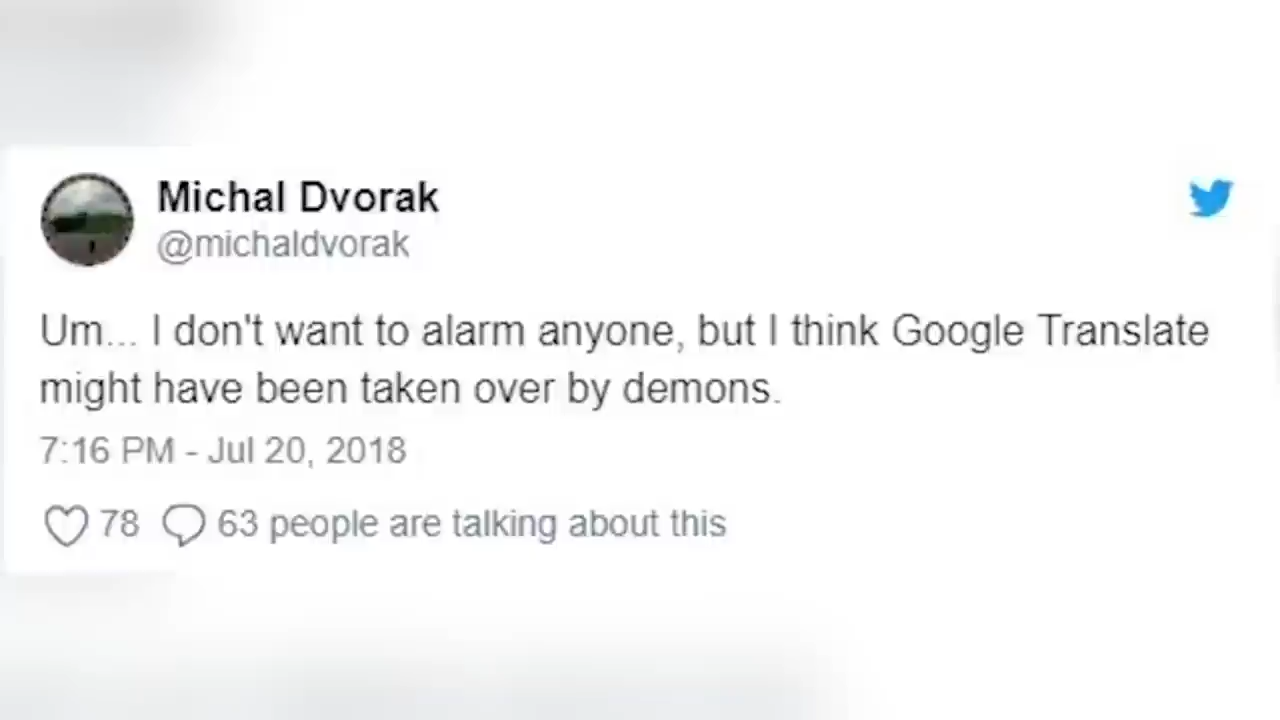 Michal Dvorak
@michaldvorak
Um... I don't want to alarm anyone, but I think Google Translate
might have been taken over by demons.
7:16 PM - Jul 20, 2018
78 63 people are talking about this